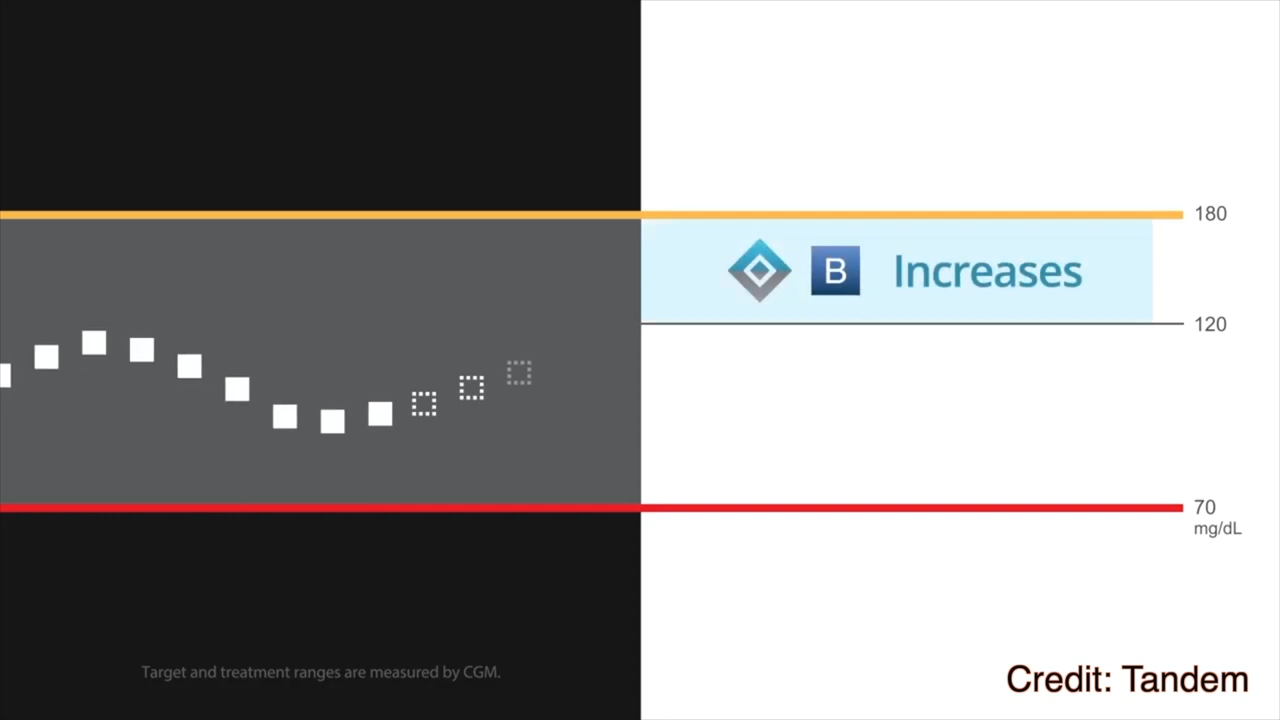 180
B Increases
120
70
mg/dL
Target and treatment ranges are measured by CGM.
Credit: Tandem